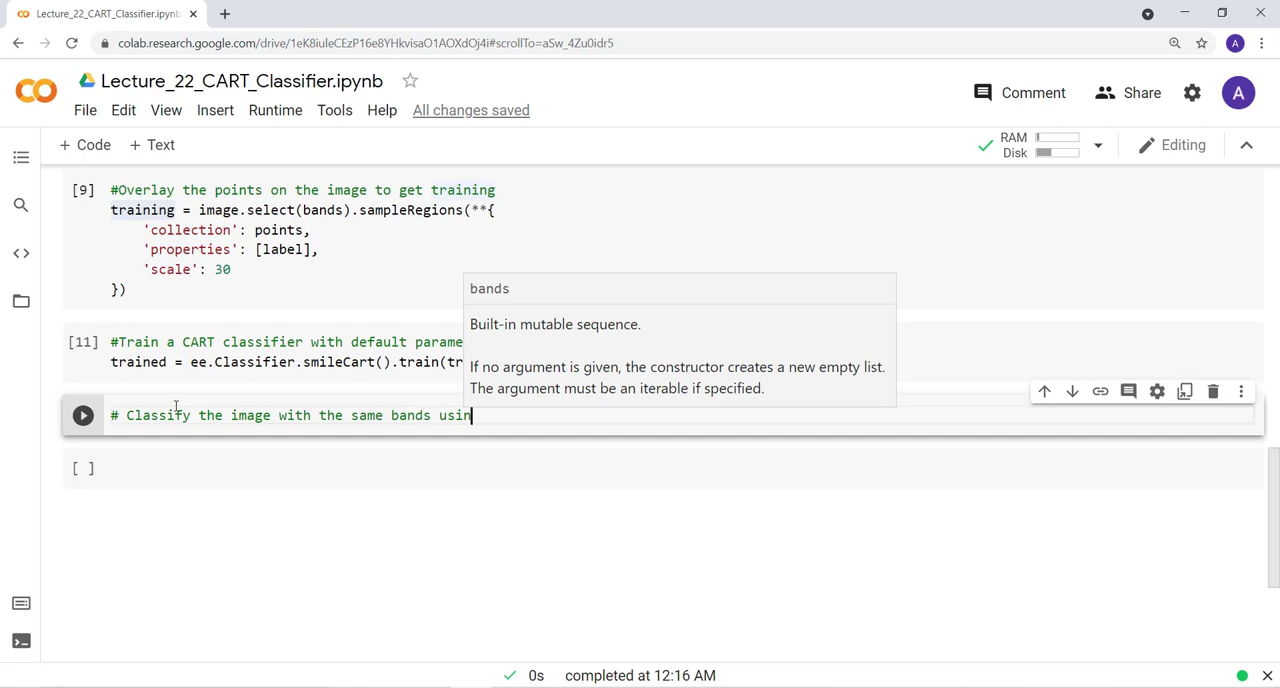 Lecture_22_CART_Classifier.ipynb
colab.research.google.com/drive/1eK8iuleCEzP16e8YHkvisaO1AOXdOj4i#scrollTo=aSw_4Zu0idr5
A
CO Lecture_22_CART_Classifier.ipynb
Comment Share A
File Edit View Insert Runtime Tools Help All changes saved
+ Code + Text
RAM
Disk
Editing
[9] #Overlay the points on the image to get training
training = image.select(bands).sampleRegions(**{
'collection': points,
'properties': [label],
'scale': 30
})
bands
Built-in mutable sequence.
If no argument is given, the constructor creates a new empty list.
The argument must be an iterable if specified.
[11] #Train a CART classifier with default parame
trained = ee.Classifier.smileCart().train(tr
# Classify the image with the same bands usin
[ ]
0s completed at 12:16 AM